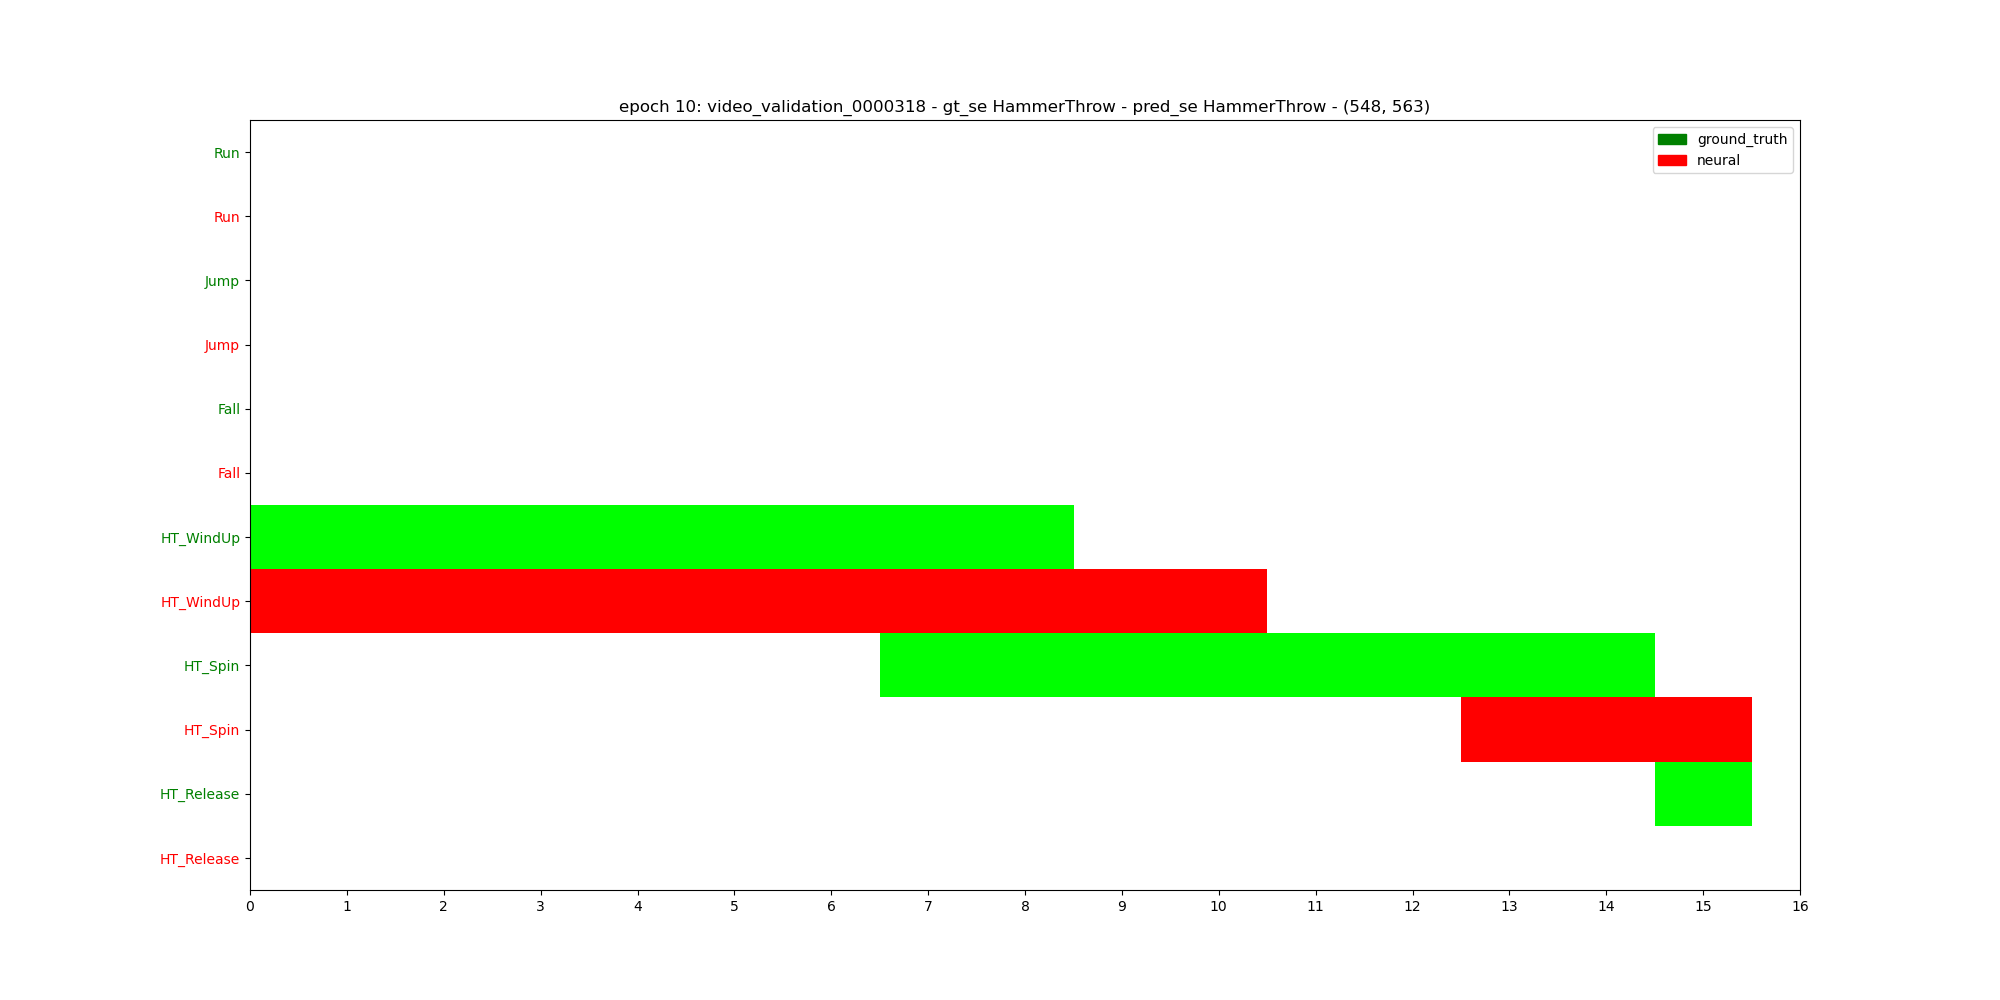 epoch 10: video_validation_0000318 - gt_se HammerThrow - pred_se HammerThrow - (548, 563)
ground_truth
neural
Run
Run
Jump
Jump
Fall
Fall
HT_WindUp
HT_WindUp
HT_Spin
HT_Spin
HT_Release
HT_Release
0 1 2 3 4 5 6 7 8 9 10 11 12 13 14 15 16